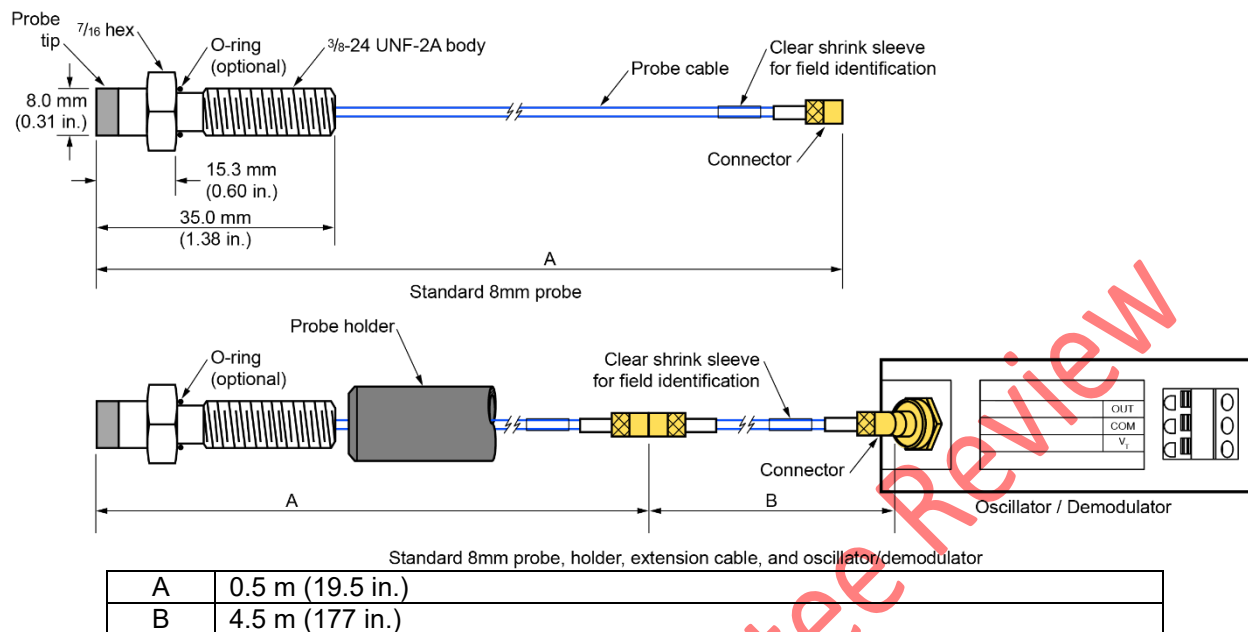 Probe
tip
7/16 hex
O-ring
(optional)
3/8-24 UNF-2A body
Probe cable
Clear shrink sleeve
for field identification
8.0 mm
(0.31 in.)
Connector
15.3 mm
(0.60 in.)
35.0 mm
(1.38 in.)
A
Standard 8mm probe
Probe holder
O-ring
(optional)
Clear shrink sleeve
for field identification
OUT
COM
VT
Connector
A
B
Oscillator / Demodulator
Standard 8mm probe, holder, extension cable, and oscillator/demodulator
A 0.5 m (19.5 in.)
B 4.5 m (177 in.)
tee Review